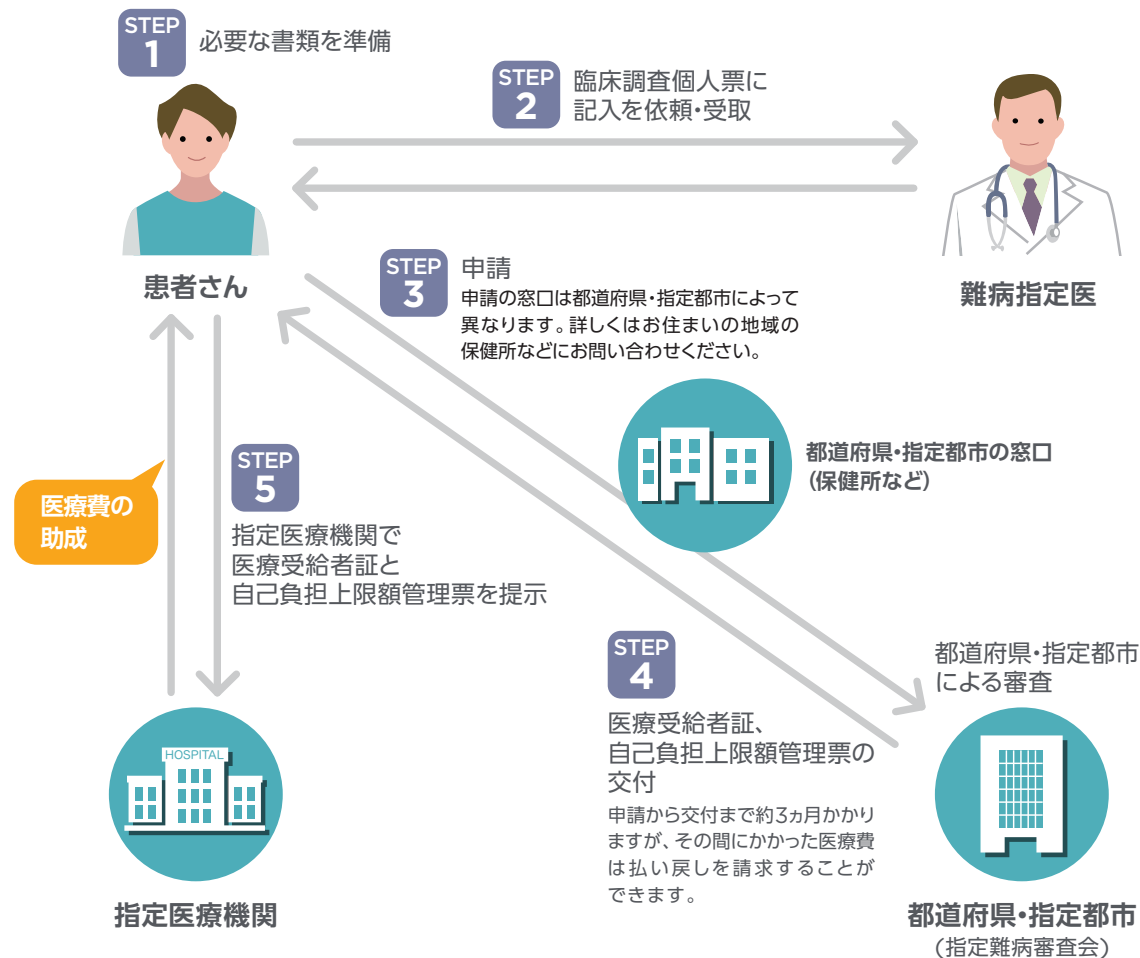 STEP
1
必要な書類を準備
STEP
2
臨床調査個人票に
記入を依頼・受取
患者さん
難病指定医
STEP
3
申請
申請の窓口は都道府県・指定都市によって
異なります。詳しくはお住まいの地域の
保健所などにお問い合わせください。
都道府県・指定都市の窓口
(保健所など)
医療費の
助成
STEP
5
指定医療機関で
医療受給者証と
自己負担上限額管理票を提示
STEP
4
医療受給者証、
自己負担上限額管理票の
交付
申請から交付まで約3ヵ月かかり
ますが、その間にかかった医療費
は払い戻しを請求することが
できます。
都道府県・指定都市
による審査
HOSPITAL
指定医療機関
都道府県・指定都市
(指定難病審査会)